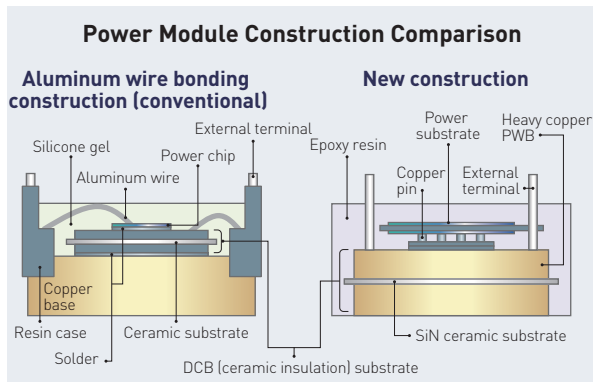 Power Module Construction Comparison
Aluminum wire bonding
construction (conventional)
External terminal
Silicone gel
Power chip
Aluminum wire
Copper
base
Resin case
Ceramic substrate
Solder
DCB (ceramic insulation) substrate
New construction
Power
substrate
Heavy copper
PWB
Epoxy resin
Copper
pin
External
terminal
SiN ceramic substrate